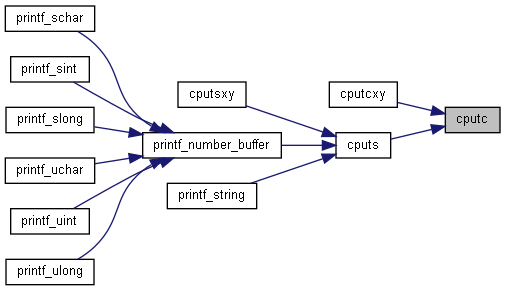 printf_schar
printf_sint
printf_slong
printf_uchar
printf_uint
printf_ulong
printf_number_buffer
cputsxy
printf_string
cputcxy
cputs
cputc